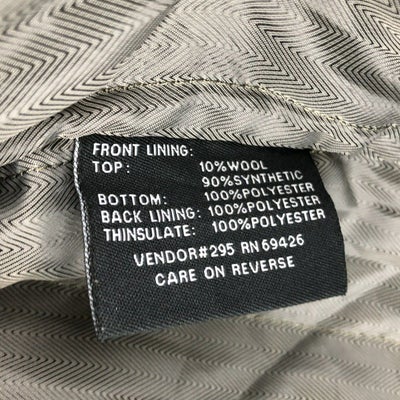 FRONT LINING:
TOP: 10%WOOL
90%SYNTHETIC
BOTTOM: 100%POLYESTER
BACK LINING: 100%POLYESTER
THINSULATE: 100%POLYESTER
VENDOR#295 RN 69426
CARE ON REVERSE